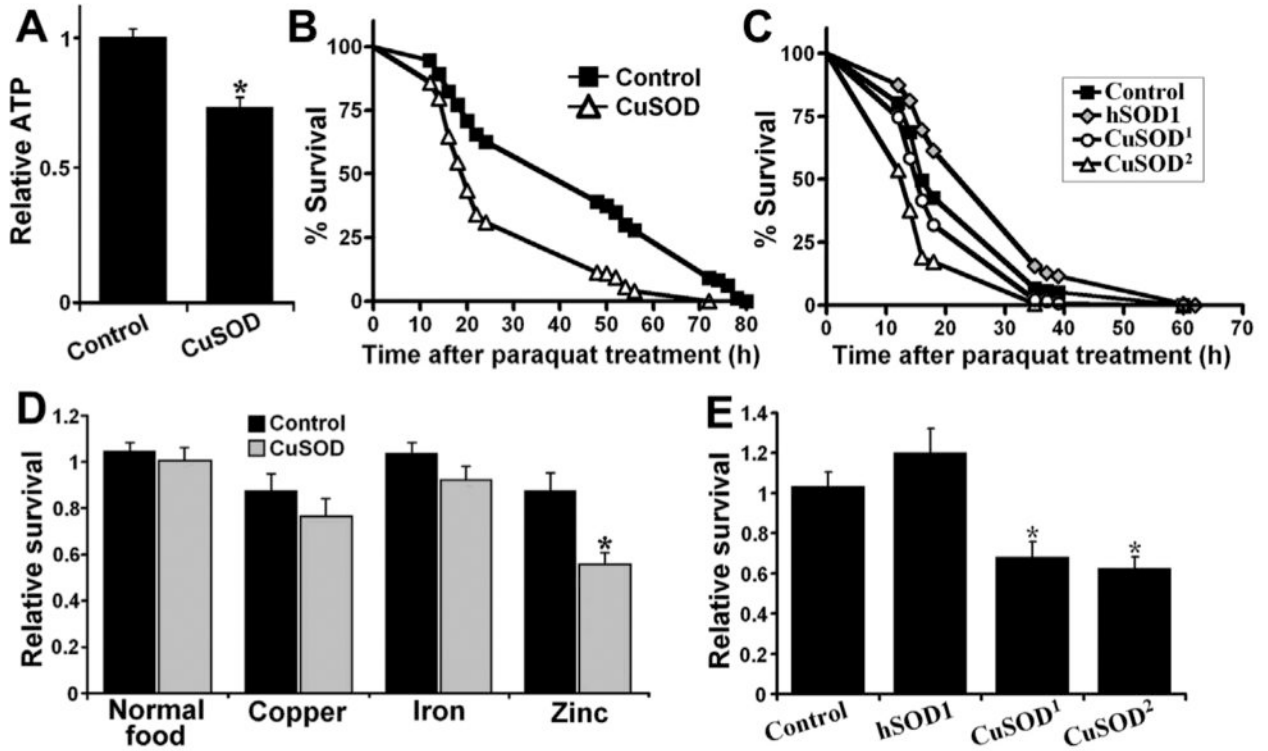 A
Relative ATP
1
0.5
0
*
Control
CuSOD
B
% Survival
100
75
50
25
0
Control
CuSOD
0 10 20 30 40 50 60 70 80
Time after paraquat treatment (h)
C
% Survival
100
75
50
25
0
Control
hSOD1
CuSOD¹
CuSOD²
0 10 20 30 40 50 60 70
Time after paraquat treatment (h)
D
Relative survival
1.2
1
0.8
0.6
0.4
0.2
0
Control
CuSOD
*
Normal food
Copper
Iron
Zinc
E
Relative survival
1.4
1.2
1
0.8
0.6
0.4
0.2
0
*
*
Control
hSOD1
CuSOD¹
CuSOD²